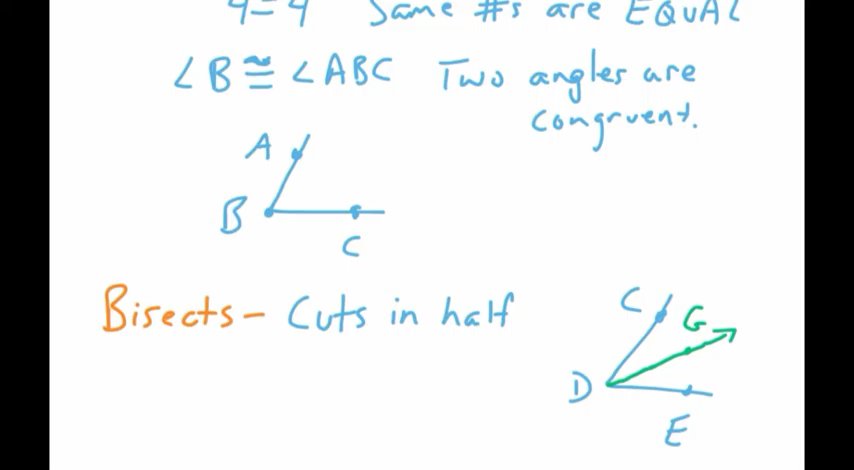 4=4 Same #s are EQUAL
∠B ≅ ∠ABC Two angles are
congruent.
A
B
C
Bisects - Cuts in half
C
G
D
E